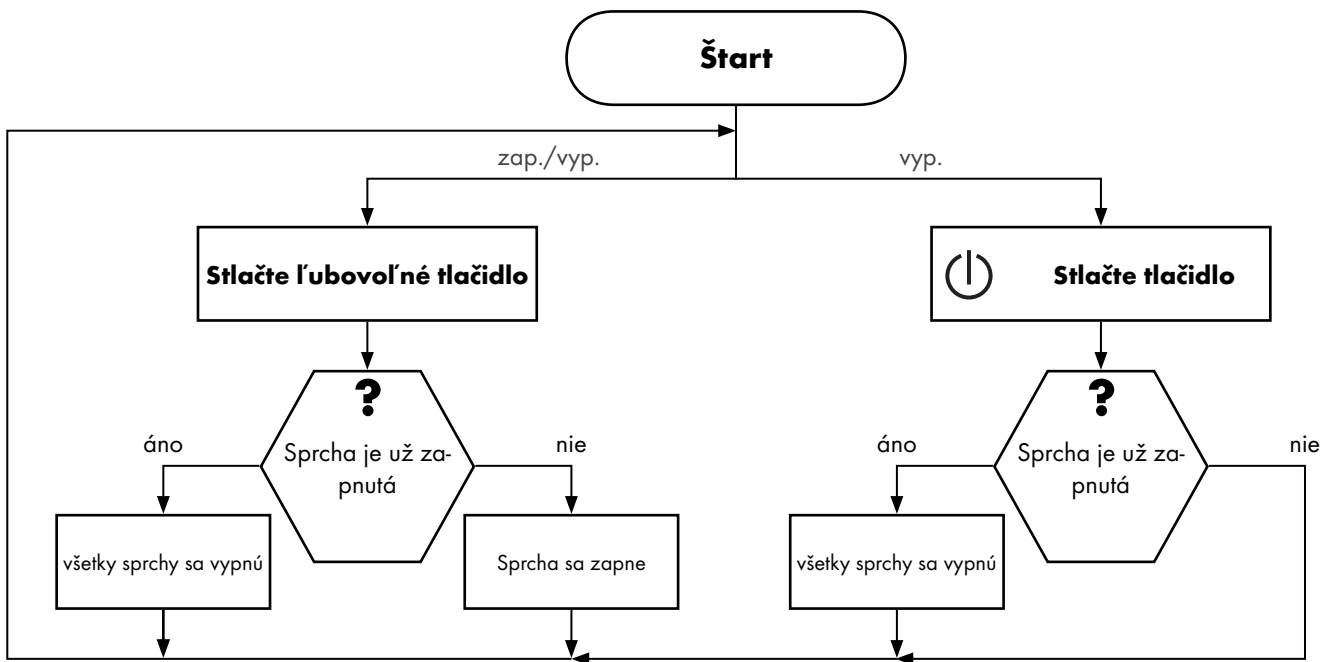 Štart
zap./vyp.
vyp.
Stlačte ľubovoľné tlačidlo
Stlačte tlačidlo
?
Sprcha je už za-
pnutá
áno
nie
?
Sprcha je už za-
pnutá
áno
nie
všetky sprchy sa vypnú
Sprcha sa zapne
všetky sprchy sa vypnú